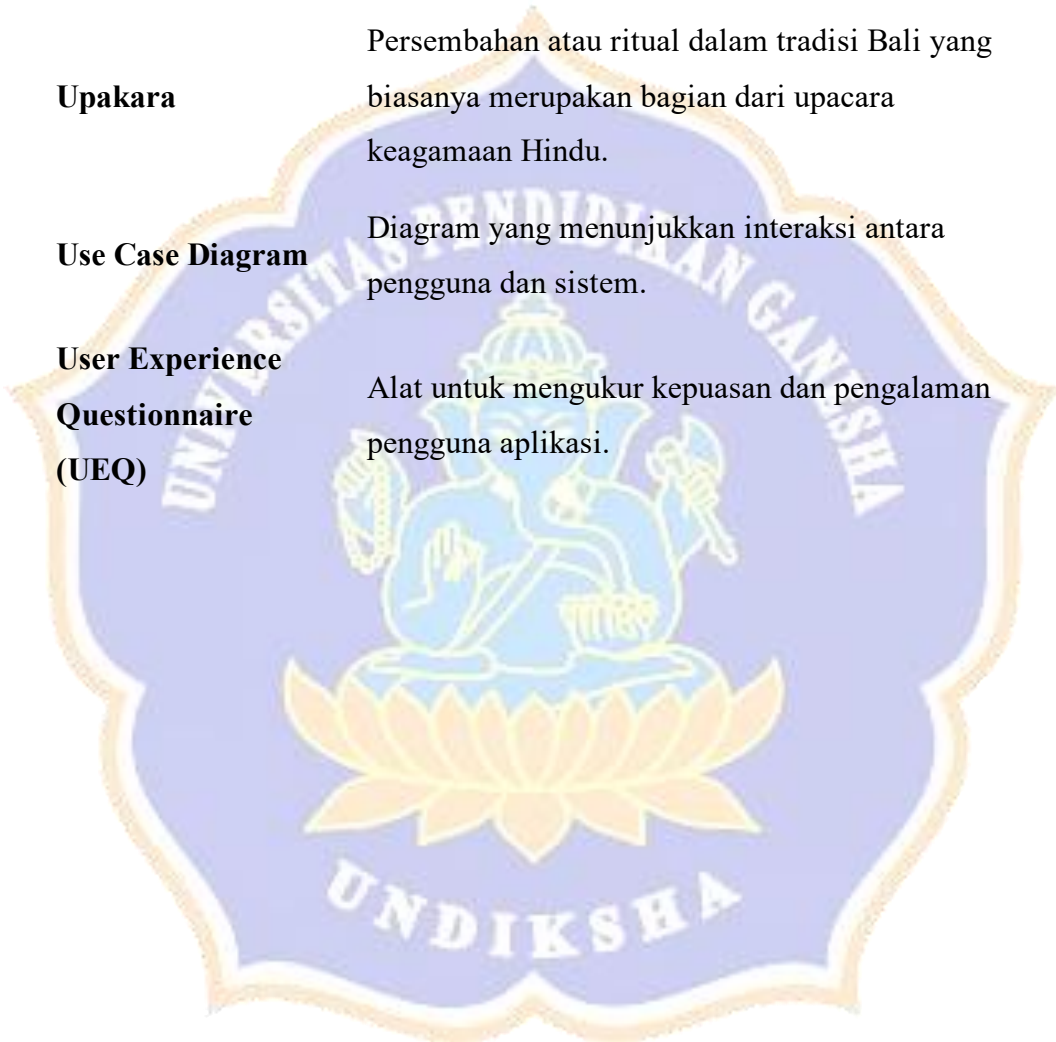 Persembahan atau ritual dalam tradisi Bali yang
Upakara biasanya merupakan bagian dari upacara
keagamaan Hindu.
Use Case Diagram Diagram yang menunjukkan interaksi antara
pengguna dan sistem.
User Experience
Questionnaire
(UEQ)
Alat untuk mengukur kepuasan dan pengalaman
pengguna aplikasi.
UNIVERSITAS PENDIDIKAN GANESHA
UNDIKSHA